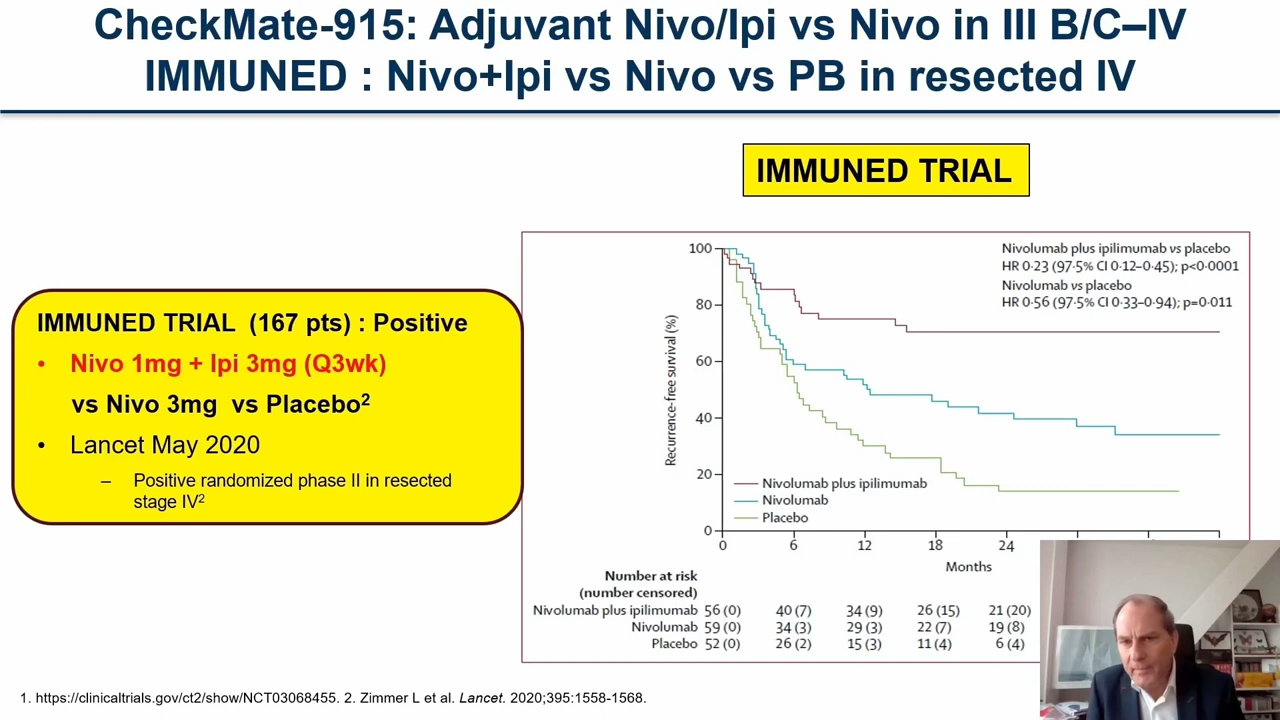 CheckMate-915: Adjuvant Nivo/Ipi vs Nivo in III B/C–IV
IMMUNED : Nivo+Ipi vs Nivo vs PB in resected IV
IMMUNED TRIAL
IMMUNED TRIAL (167 pts) : Positive
• Nivo 1mg + Ipi 3mg (Q3wk)
vs Nivo 3mg vs Placebo²
• Lancet May 2020
– Positive randomized phase II in resected
stage IV²
Nivolumab plus ipilimumab vs placebo
HR 0·23 (97·5% CI 0·12–0·45); p<0·0001
Nivolumab vs placebo
HR 0·56 (97·5% CI 0·33–0·94); p=0·011
Recurrence-free survival (%)
100
80
60
40
20
0
Nivolumab plus ipilimumab
Nivolumab
Placebo
0 6 12 18 24
Months
Number at risk
(number censored)
Nivolumab plus ipilimumab 56 (0) 40 (7) 34 (9) 26 (15) 21 (20)
Nivolumab 59 (0) 34 (3) 29 (3) 22 (7) 19 (8)
Placebo 52 (0) 26 (2) 15 (3) 11 (4) 6 (4)
1. https://clinicaltrials.gov/ct2/show/NCT03068455. 2. Zimmer L et al. Lancet. 2020;395:1558-1568.